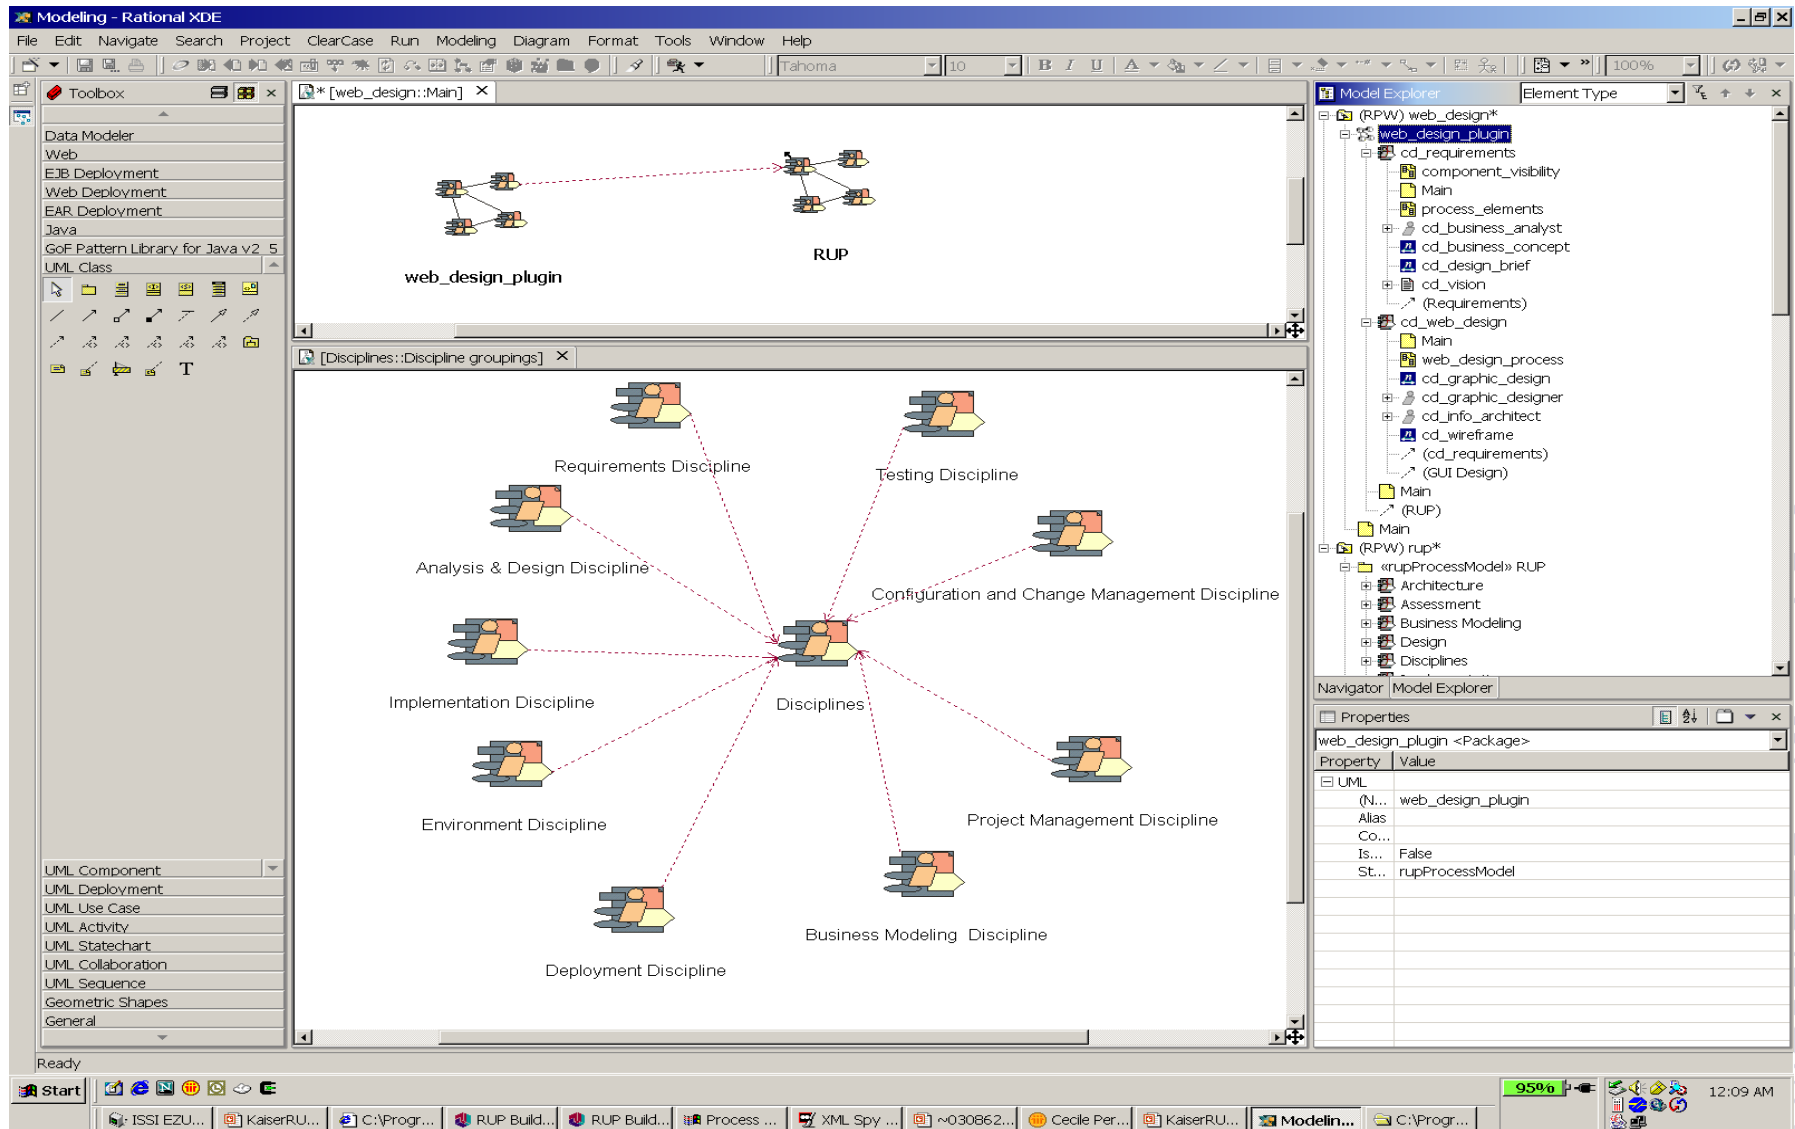 Modeling - Rational XDE
File Edit Navigate Search Project ClearCase Run Modeling Diagram Format Tools Window Help
Tahoma 10 B I U A 100%
Toolbox
Data Modeler
Web
EJB Deployment
Web Deployment
EAR Deployment
Java
GoF Pattern Library for Java v2_5
UML Class
T
UML Component
UML Deployment
UML Use Case
UML Activity
UML Statechart
UML Collaboration
UML Sequence
Geometric Shapes
General
* [web_design::Main]
web_design_plugin
RUP
[Disciplines::Discipline groupings]
Requirements Discipline
Testing Discipline
Analysis & Design Discipline
Configuration and Change Management Discipline
Implementation Discipline
Disciplines
Environment Discipline
Project Management Discipline
Business Modeling Discipline
Deployment Discipline
Model Explorer Element Type
(RPW) web_design*
web_design_plugin
cd_requirements
component_visibility
Main
process_elements
cd_business_analyst
cd_business_concept
cd_design_brief
cd_vision
(Requirements)
cd_web_design
Main
web_design_process
cd_graphic_design
cd_graphic_designer
cd_info_architect
cd_wireframe
(cd_requirements)
(GUI Design)
Main
(RUP)
Main
(RPW) rup*
«rupProcessModel» RUP
Architecture
Assessment
Business Modeling
Design
Disciplines
Navigator Model Explorer
Properties
web_design_plugin <Package>
Property Value
UML
(N... web_design_plugin
Alias
Co...
Is... False
St... rupProcessModel
Ready
Start 95% 12:09 AM
ISSI EZU... KaiserRU... C:\Progr... RUP Build... RUP Build... Process ... XML Spy ... ~030862... Cecile Per... KaiserRU... Modelin... C:\Progr...